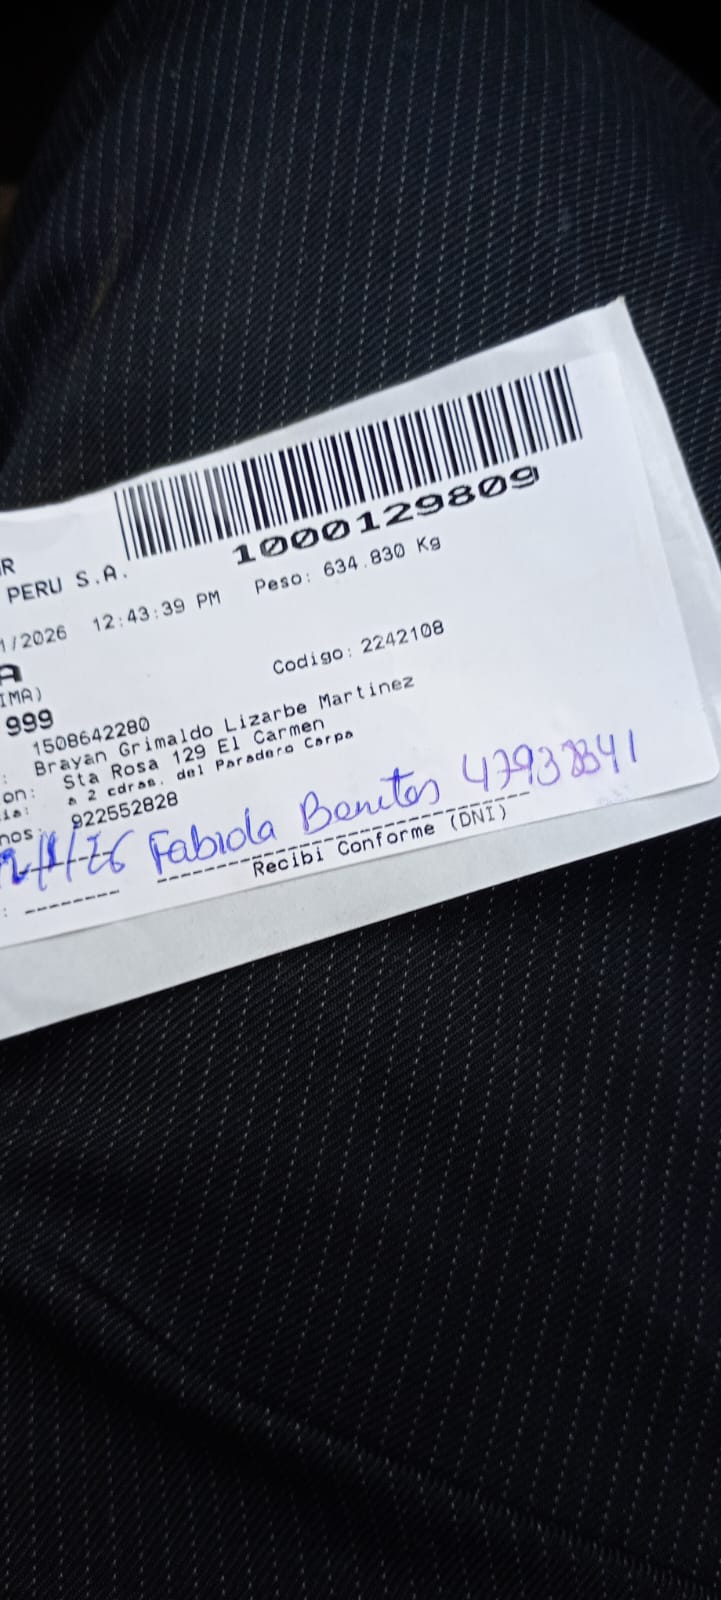 1000129809
R
PERU S.A.
1/2026 12:43:39 PM Peso: 634.830 Kg
A
IMA)
Codigo: 2242108
999
1508642280
: Brayan Grimaldo Lizarbe Martinez
on: Sta Rosa 129 El Carmen
ia: a 2 cdras. del Paradero Carpa
nos: 922552828
Fabiola Benites
Recibi Conforme (DNI)